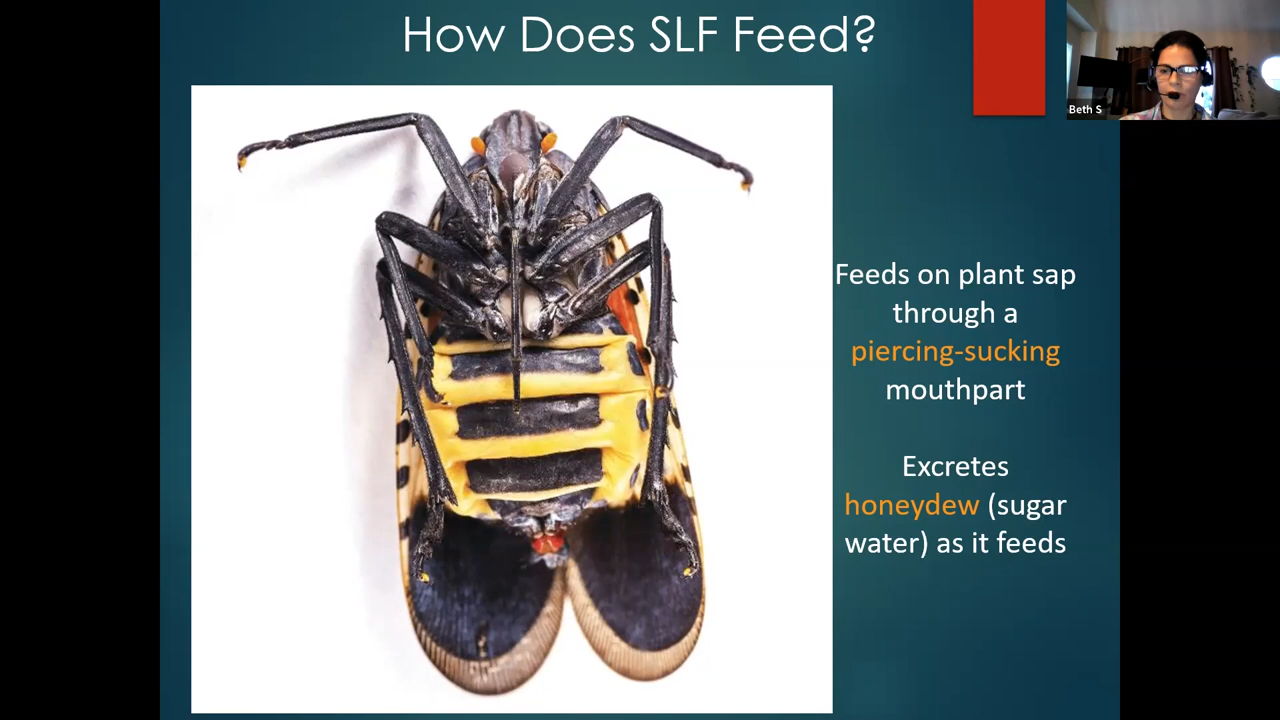 How Does SLF Feed?
Beth S
Feeds on plant sap
through a
piercing-sucking
mouthpart
Excretes
honeydew (sugar
water) as it feeds